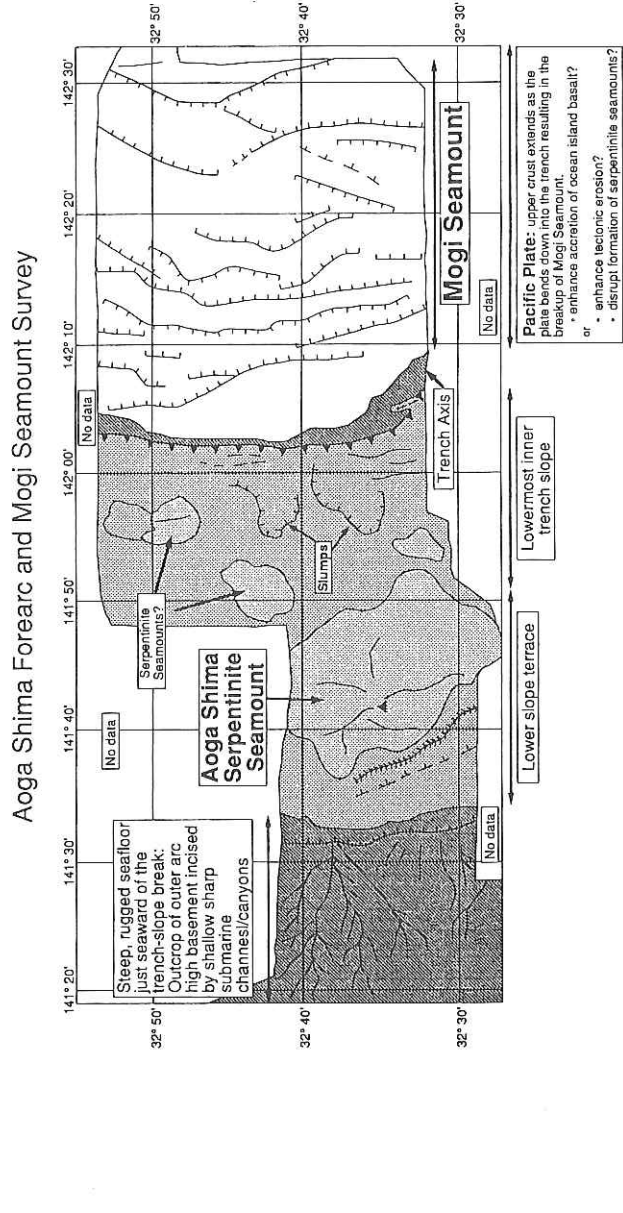 Aoga Shima Forearc and Mogi Seamount Survey
141° 20'
141° 30'
141° 40'
141° 50'
142° 00'
142° 10'
142° 20'
142° 30'
32° 50'
32° 50'
32° 40'
32° 40'
32° 30'
32° 30'
Steep, rugged seafloor
just seaward of the
trench-slope break:
Outcrop of outer arc
high basement incised
by shallow sharp
submarine
channesl/canyons
No data
No data
Serpentinite
Seamounts?
Aoga Shima
Serpentinite
Seamount
Slumps
No data
No data
Trench Axis
Mogi Seamount
Lower slope terrace
Lowermost inner
trench slope
Pacific Plate: upper crust extends as the
plate bends down into the trench resulting in the
breakup of Mogi Seamount.
• enhance accretion of ocean island basalt?
or
• enhance tectonic erosion?
• disrupt formation of serpentinite seamounts?